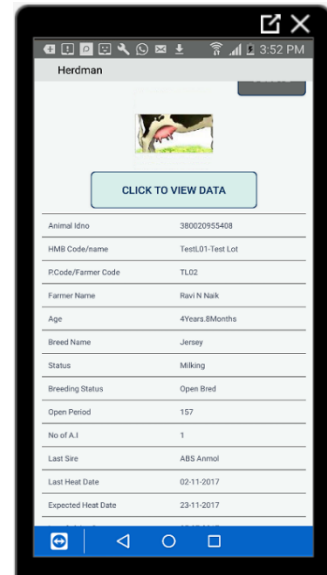 3:52 PM
Herdman
CLICK TO VIEW DATA
Animal Idno 380020955408
HMB Code/name TestL01-Test Lot
P.Code/Farmer Code TL02
Farmer Name Ravi N Naik
Age 4Years.8Months
Breed Name Jersey
Status Milking
Breeding Status Open Bred
Open Period 157
No of A.I 1
Last Sire ABS Anmol
Last Heat Date 02-11-2017
Expected Heat Date 23-11-2017